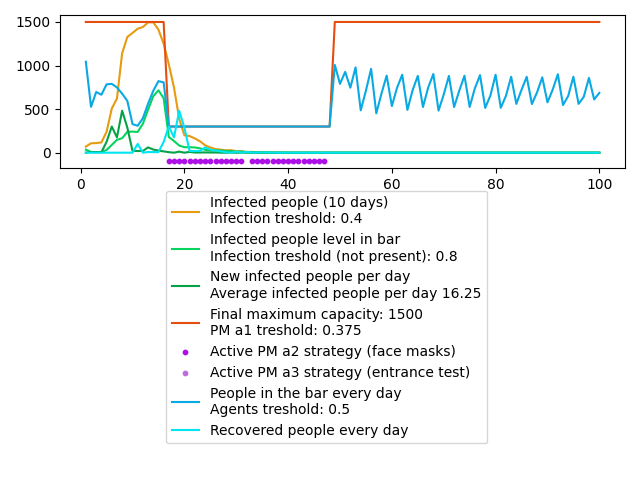 1500
1000
500
0
0
20
40
60
80
100
Infected people (10 days)
Infection treshold: 0.4
Infected people level in bar
Infection treshold (not present): 0.8
New infected people per day
Average infected people per day 16.25
Final maximum capacity: 1500
PM a1 treshold: 0.375
Active PM a2 strategy (face masks)
Active PM a3 strategy (entrance test)
People in the bar every day
Agents treshold: 0.5
Recovered people every day